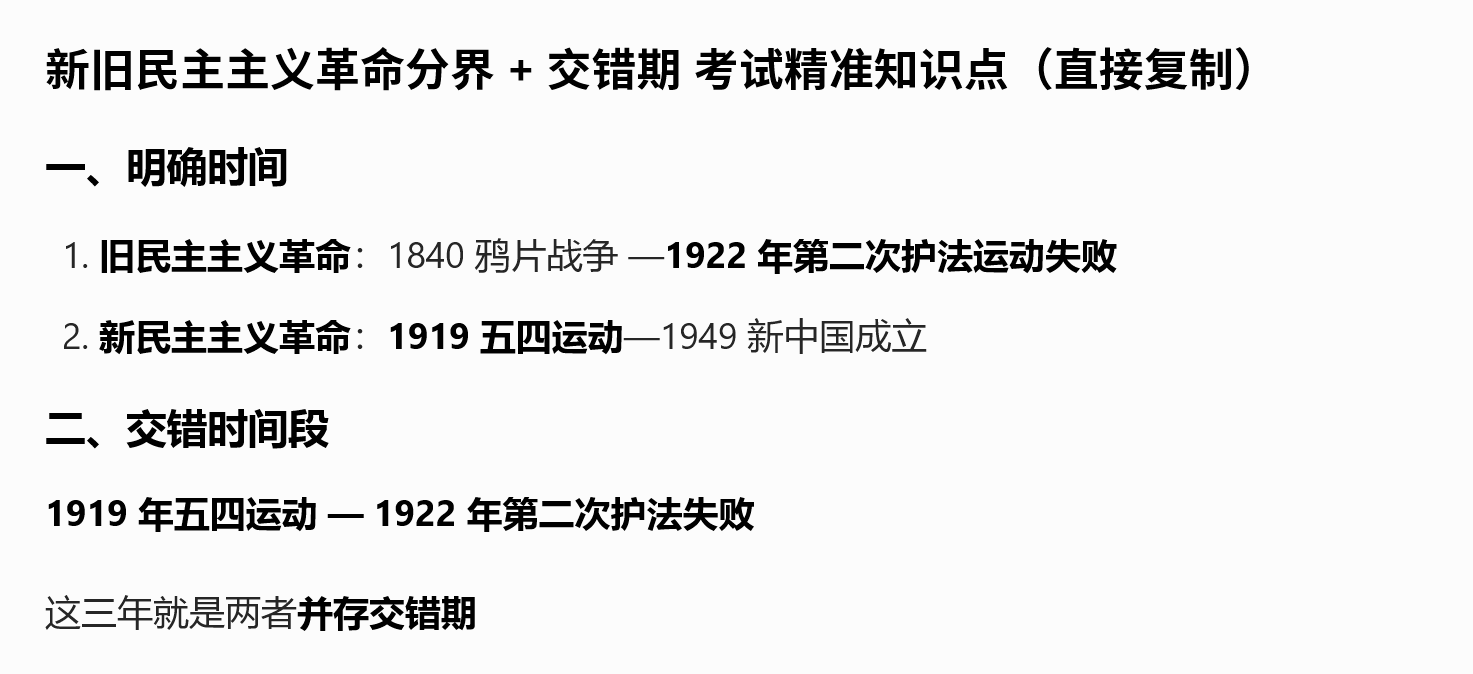 新旧民主主义革命分界 + 交错期 考试精准知识点（直接复制）
一、明确时间
1. 旧民主主义革命：1840 鸦片战争 —1922 年第二次护法运动失败
2. 新民主主义革命：1919 五四运动—1949 新中国成立
二、交错时间段
1919 年五四运动 — 1922 年第二次护法失败
这三年就是两者并存交错期